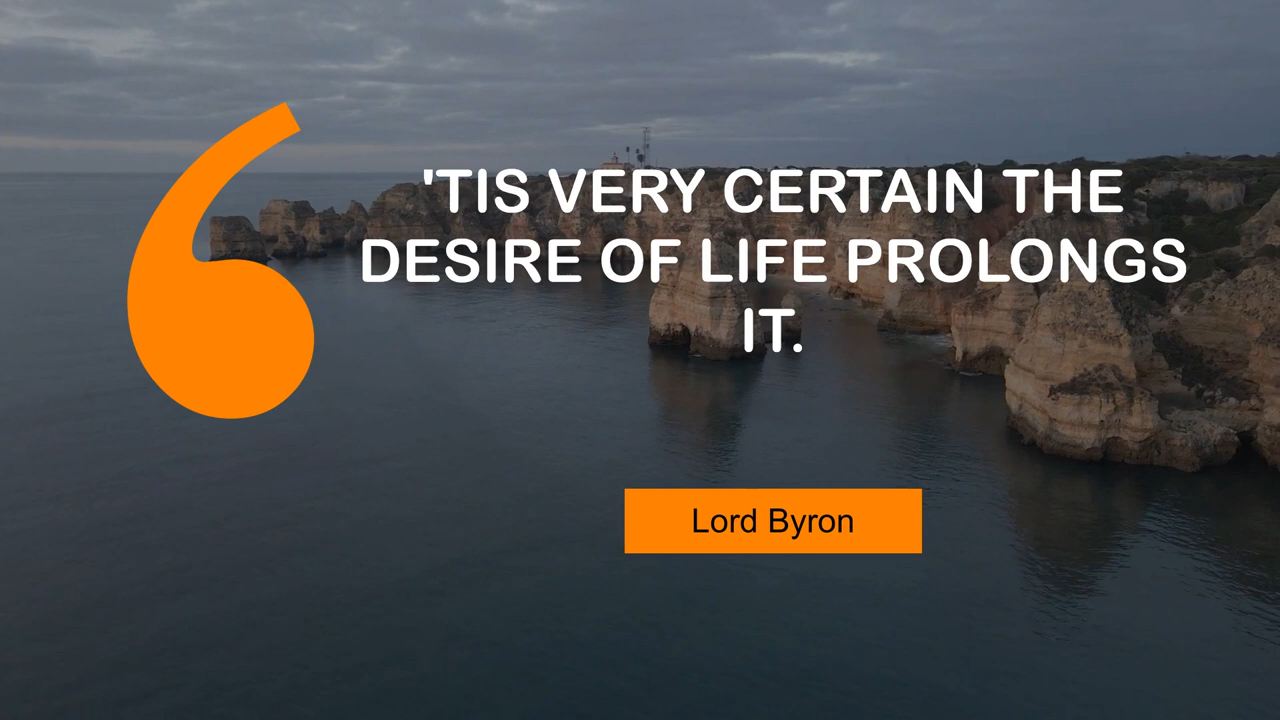 'TIS VERY CERTAIN THE
DESIRE OF LIFE PROLONGS
IT.
Lord Byron